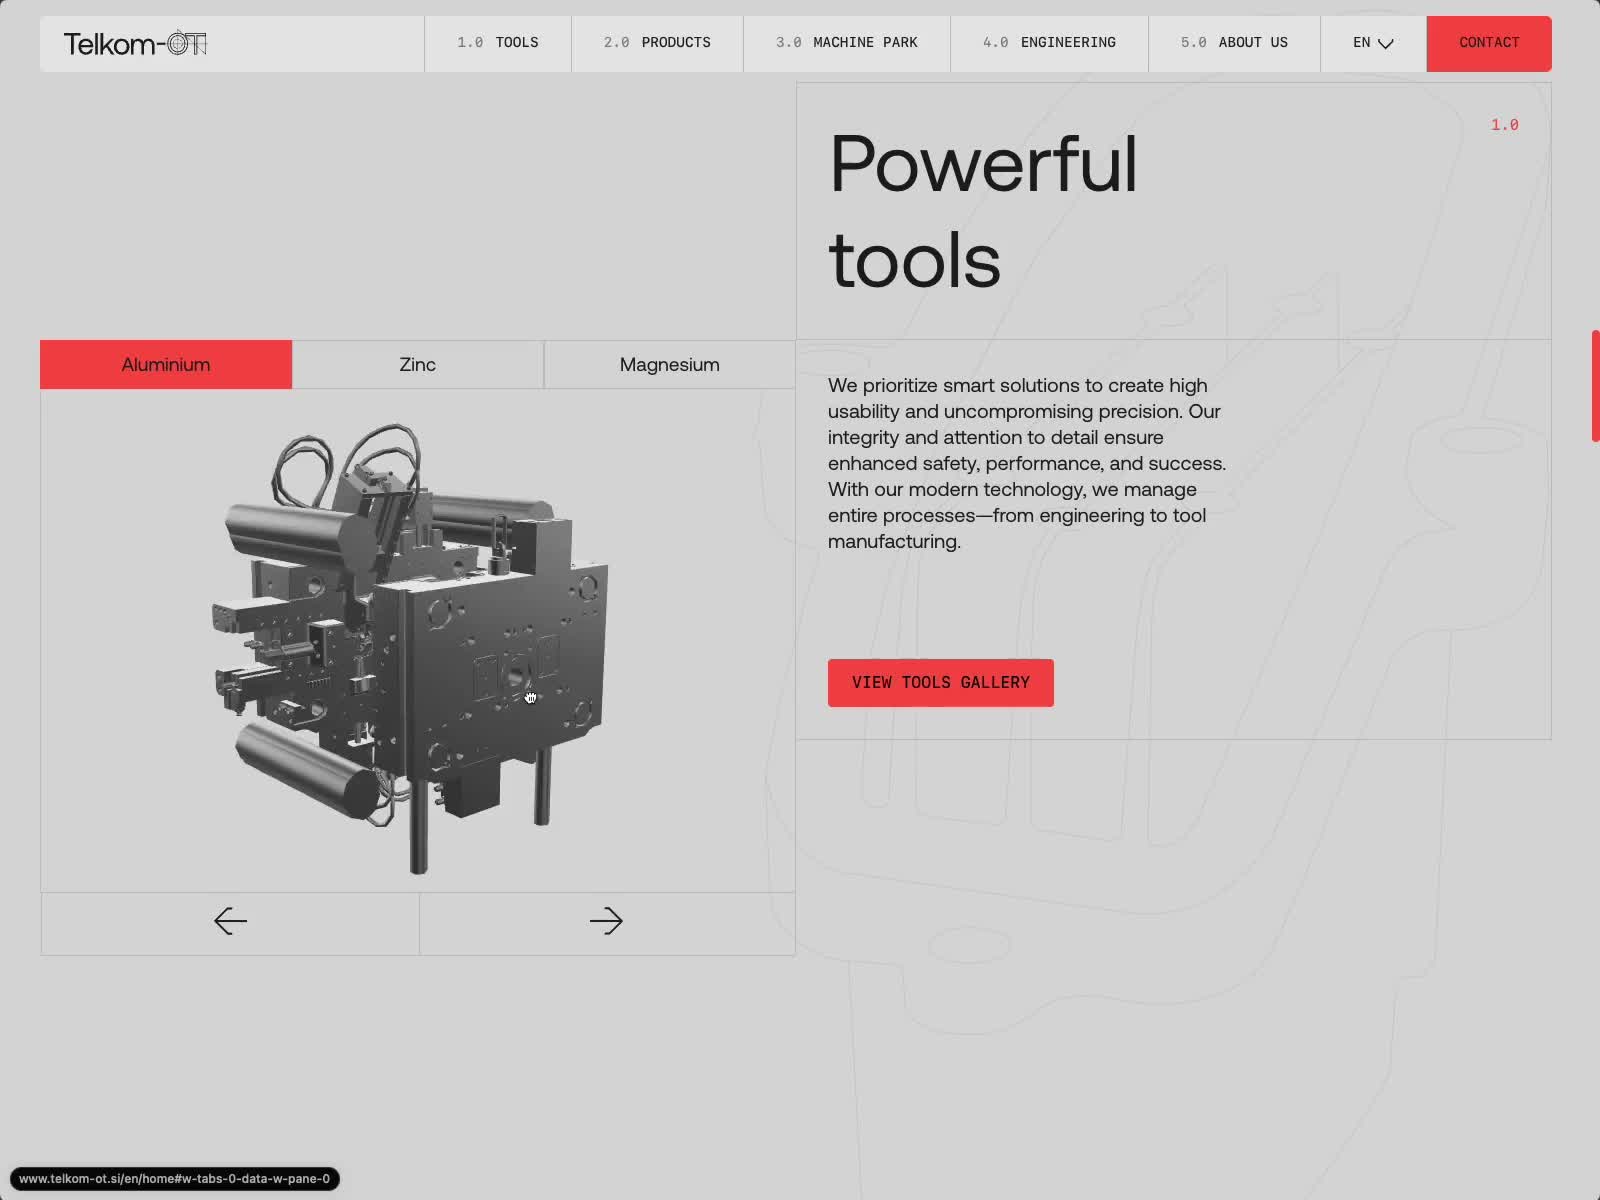 Telkom-OT
1.0 TOOLS
2.0 PRODUCTS
3.0 MACHINE PARK
4.0 ENGINEERING
5.0 ABOUT US
EN
CONTACT
1.0
Powerful
tools
Aluminium
Zinc
Magnesium
We prioritize smart solutions to create high
usability and uncompromising precision. Our
integrity and attention to detail ensure
enhanced safety, performance, and success.
With our modern technology, we manage
entire processes—from engineering to tool
manufacturing.
VIEW TOOLS GALLERY
www.telkom-ot.si/en/home#w-tabs-0-data-w-pane-0